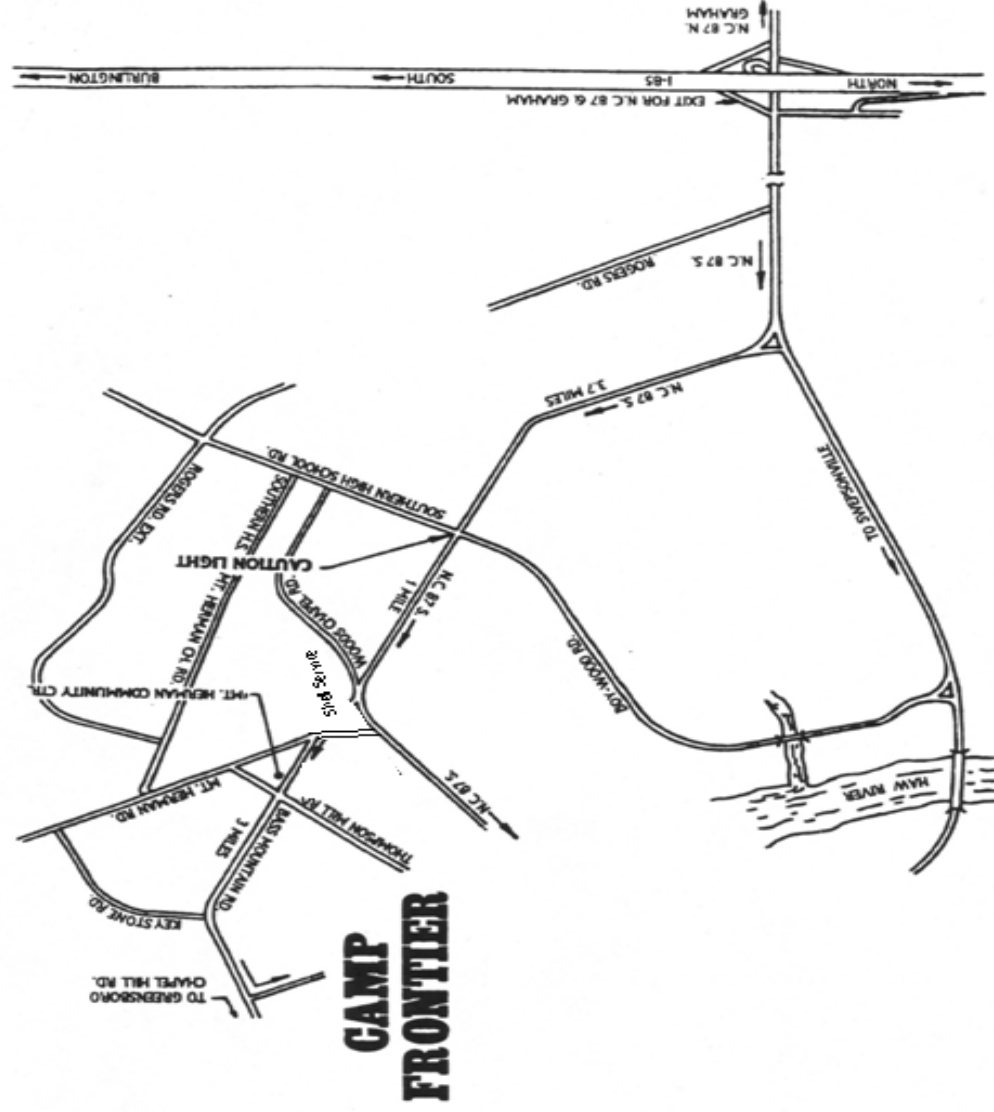 N.C. 87 N.
GRAHAM
BURLINGTON
SOUTH
I-85
NORTH
EXIT FOR N.C. 87 & GRAHAM
ROGERS RD.
N.C. 87 S.
N.C. 87 S.
3.7 MILES
TO SWEPSONVILLE
SOUTHERN HIGH SCHOOL RD.
ROGERS RD. EXT.
SOUTHERN H.S.
MT. HERMAN CH. RD.
CAUTION LIGHT
WOODS CHAPEL RD.
N.C. 87 S.
1 MILE
BOY-WOOD RD.
Shell Service
MT. HERMAN COMMUNITY CTR.
HAW RIVER
MT. HERMAN RD.
N.C. 87 S.
THOMPSON MILL RD.
BASS MOUNTAIN RD.
3 MILES
KEY STONE RD.
TO GREENSBORO
CHAPEL HILL RD.
CAMP
FRONTIER